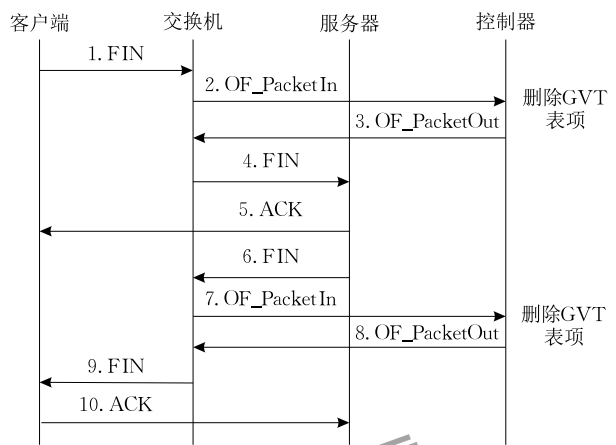 客户端
交换机
服务器
控制器
1. FIN
2. OF_PacketIn
删除GVT
表项
3. OF_PacketOut
4. FIN
5. ACK
6. FIN
7. OF_PacketIn
删除GVT
表项
8. OF_PacketOut
9. FIN
10. ACK